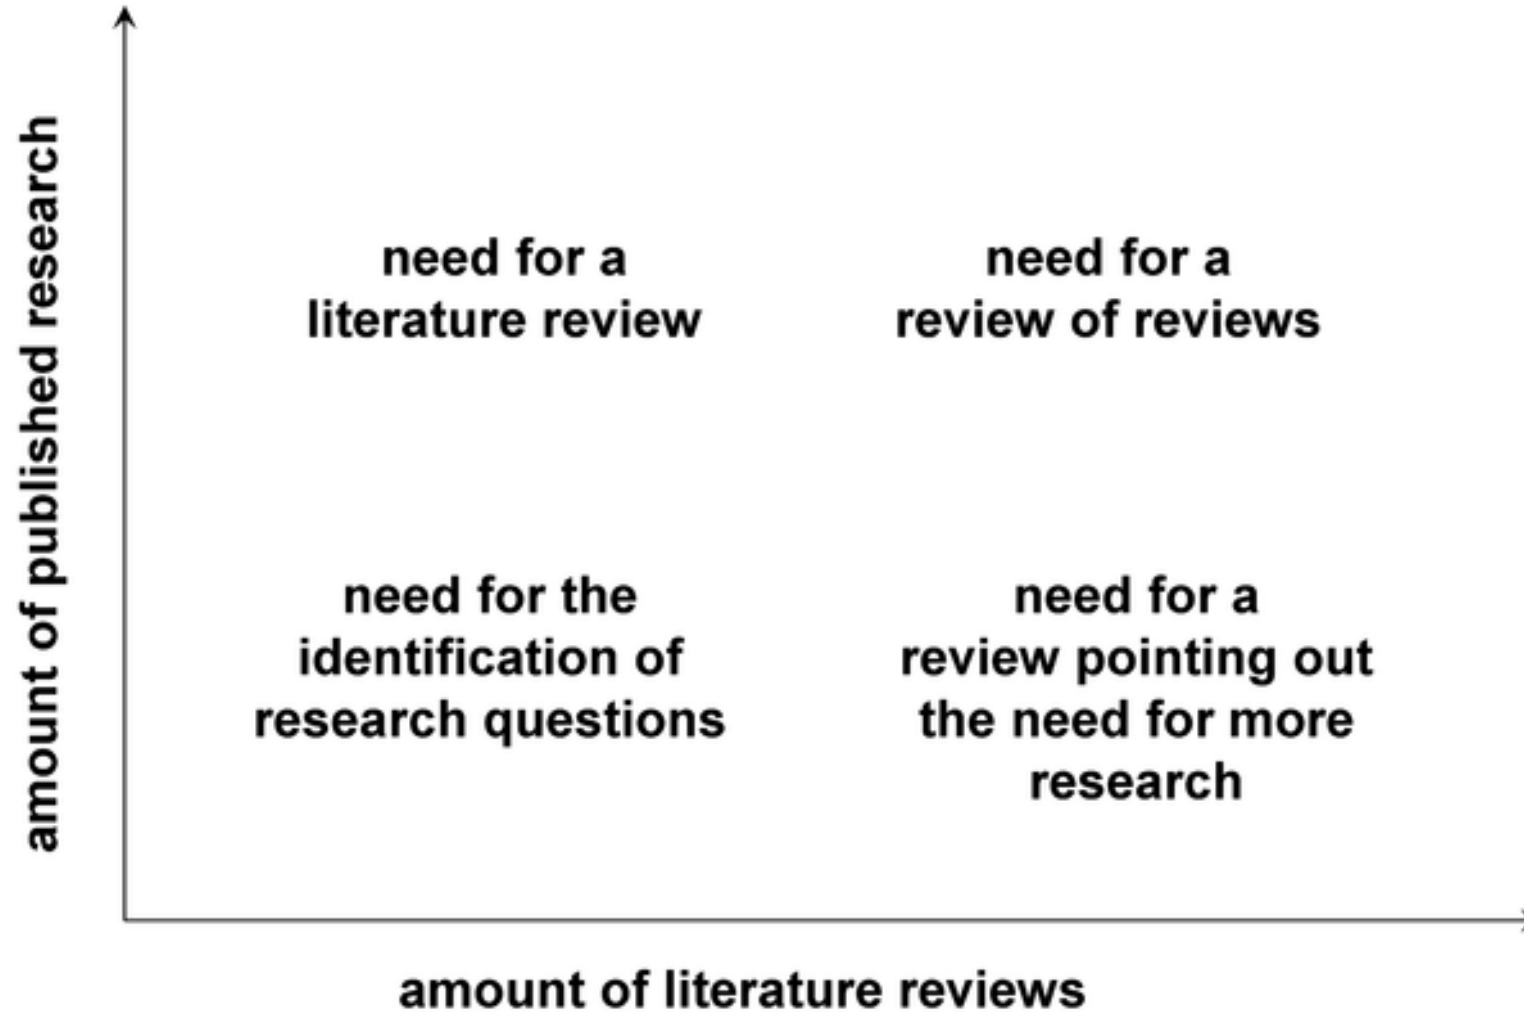 amount of published research
need for a
literature review
need for a
review of reviews
need for the
identification of
research questions
need for a
review pointing out
the need for more
research
amount of literature reviews